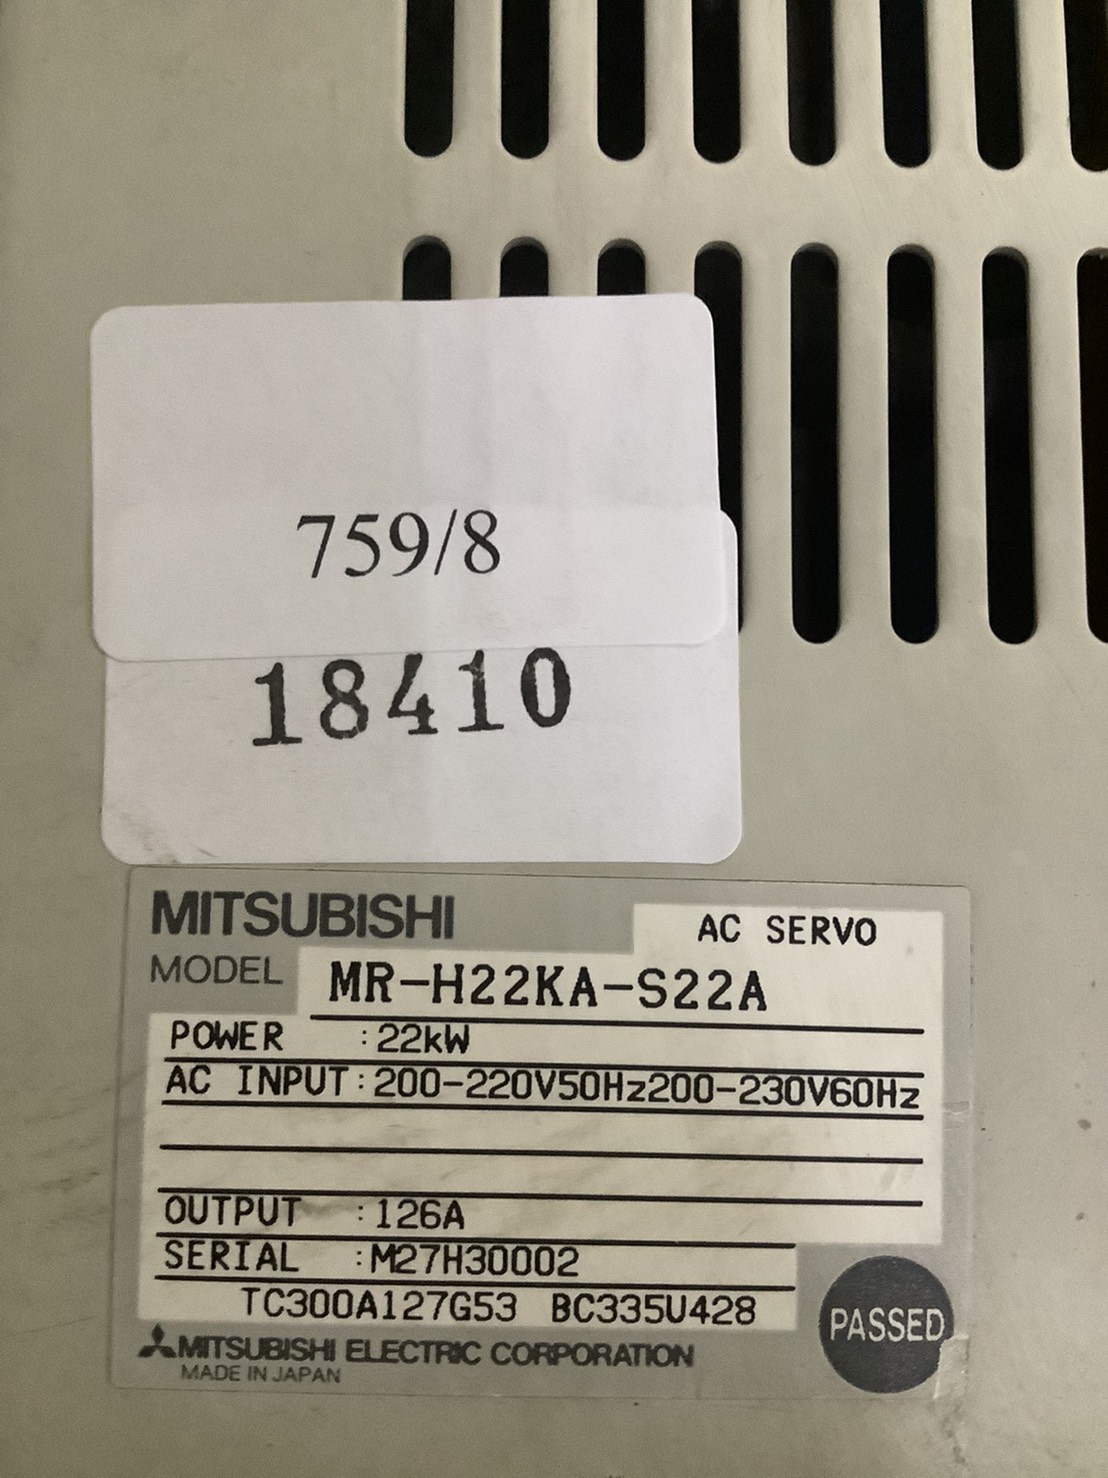 759/8
18410
MITSUBISHI
AC SERVO
MODEL MR-H22KA-S22A
POWER :22kW
AC INPUT:200-220V50Hz200-230V60Hz
OUTPUT :126A
SERIAL :M27H30002
TC300A127G53 BC335U428
PASSED
MITSUBISHI ELECTRIC CORPORATION
MADE IN JAPAN